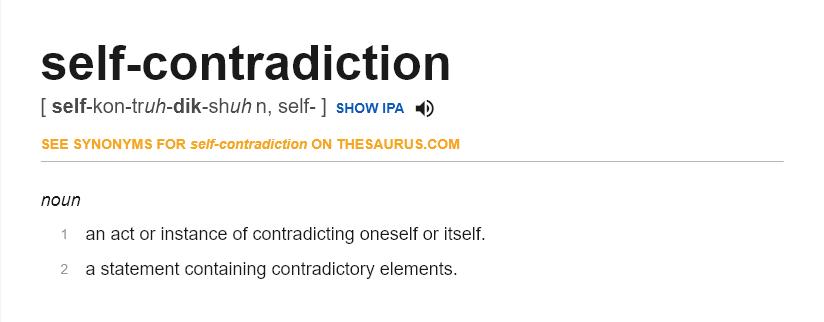 self-contradiction
[ self-kon-truh-dik-shuh n, self- ] SHOW IPA
SEE SYNONYMS FOR self-contradiction ON THESAURUS.COM
noun
1 an act or instance of contradicting oneself or itself.
2 a statement containing contradictory elements.